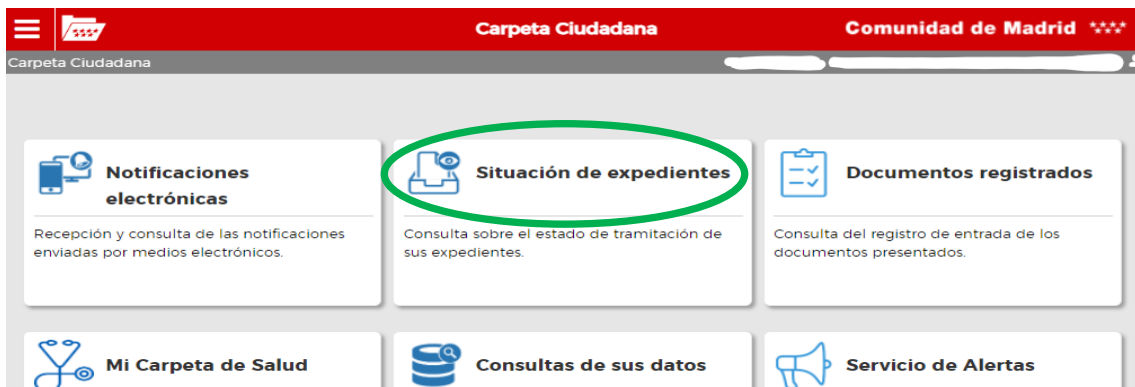 Carpeta Ciudadana
Comunidad de Madrid
Carpeta Ciudadana
Notificaciones
electrónicas
Recepción y consulta de las notificaciones
enviadas por medios electrónicos.
Situación de expedientes
Consulta sobre el estado de tramitación de
sus expedientes.
Documentos registrados
Consulta del registro de entrada de los
documentos presentados.
Mi Carpeta de Salud
Consultas de sus datos
Servicio de Alertas